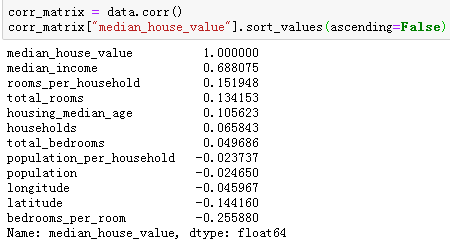 corr_matrix = data.corr()
corr_matrix["median_house_value"].sort_values(ascending=False)
median_house_value 1.000000
median_income 0.688075
rooms_per_household 0.151948
total_rooms 0.134153
housing_median_age 0.105623
households 0.065843
total_bedrooms 0.049686
population_per_household -0.023737
population -0.024650
longitude -0.045967
latitude -0.144160
bedrooms_per_room -0.255880
Name: median_house_value, dtype: float64